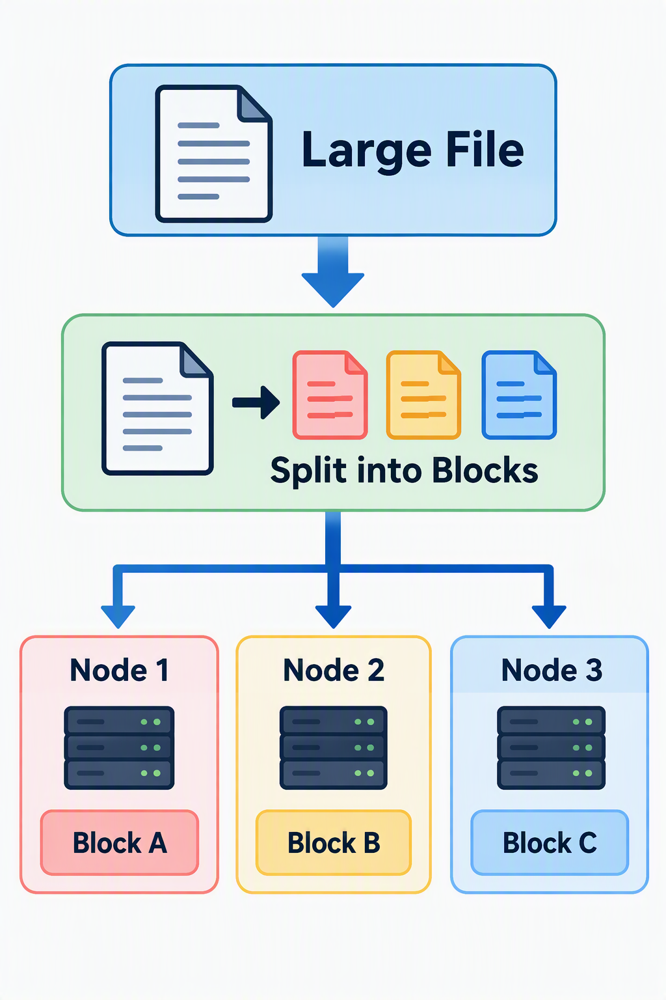 Large File
Split into Blocks
Node 1
Node 2
Node 3
Block A
Block B
Block C